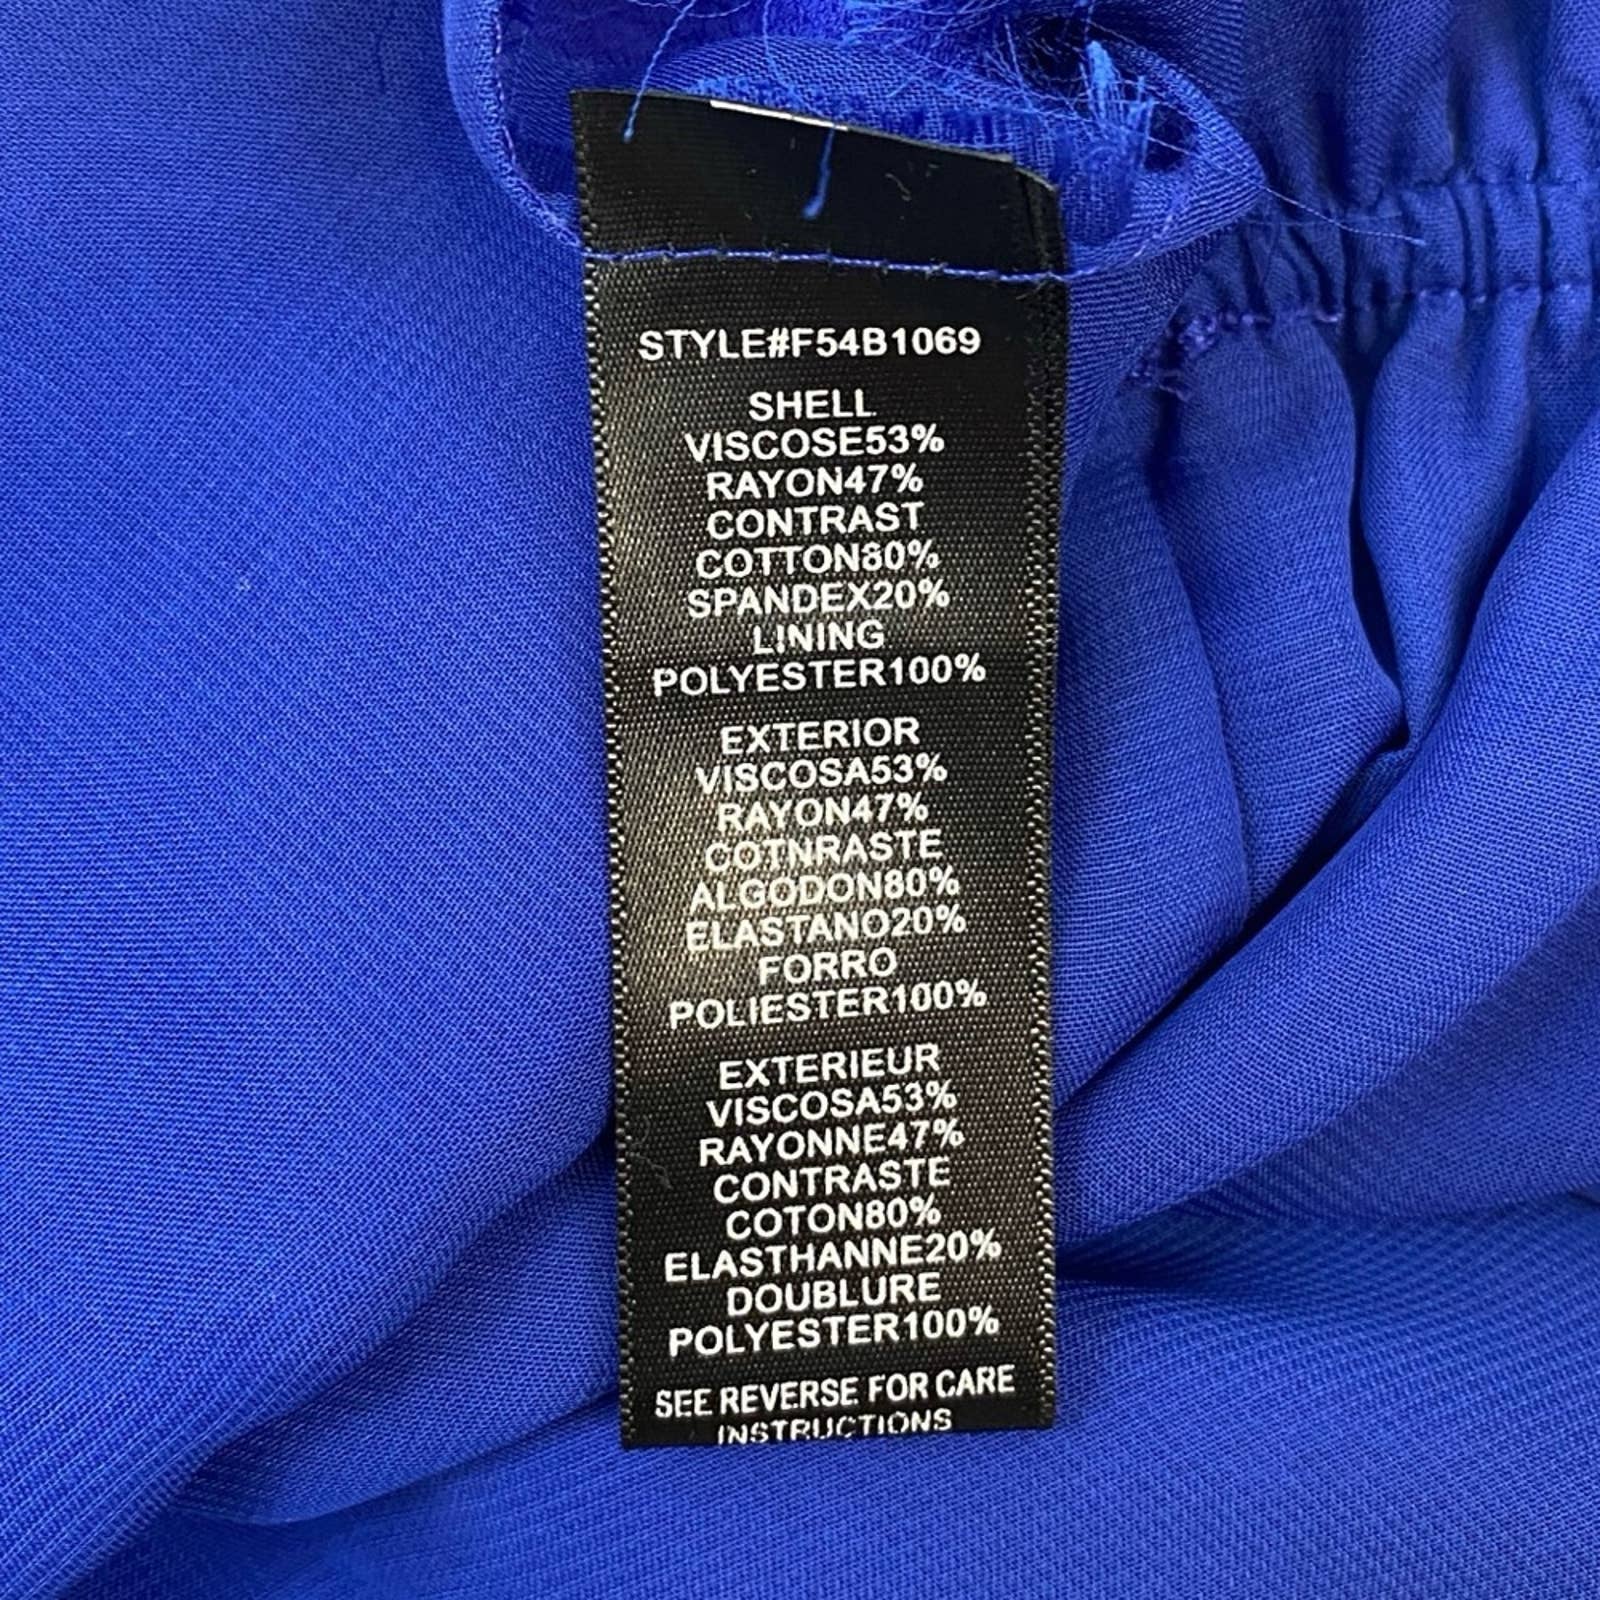 STYLE#F54B1069
SHELL
VISCOSE53%
RAYON47%
CONTRAST
COTTON80%
SPANDEX20%
LINING
POLYESTER100%
EXTERIOR
VISCOSA53%
RAYON47%
COTNRASTE
ALGODON80%
ELASTANO20%
FORRO
POLIESTER100%
EXTERIEUR
VISCOSA53%
RAYONNE47%
CONTRASTE
COTON80%
ELASTHANNE20%
DOUBLURE
POLYESTER100%
SEE REVERSE FOR CARE
INSTRUCTIONS